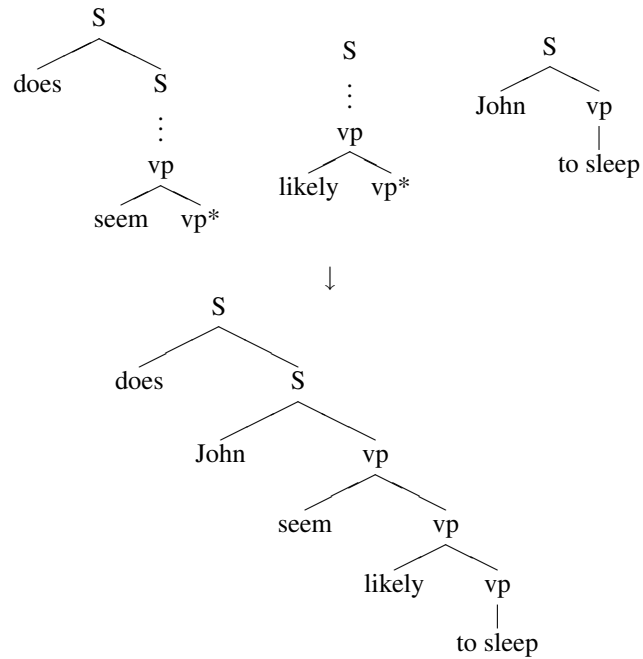 S S S
does S John vp
⋮ ⋮
vp vp to sleep
seem vp* likely vp*
↓
S
does S
John vp
seem vp
likely vp
to sleep